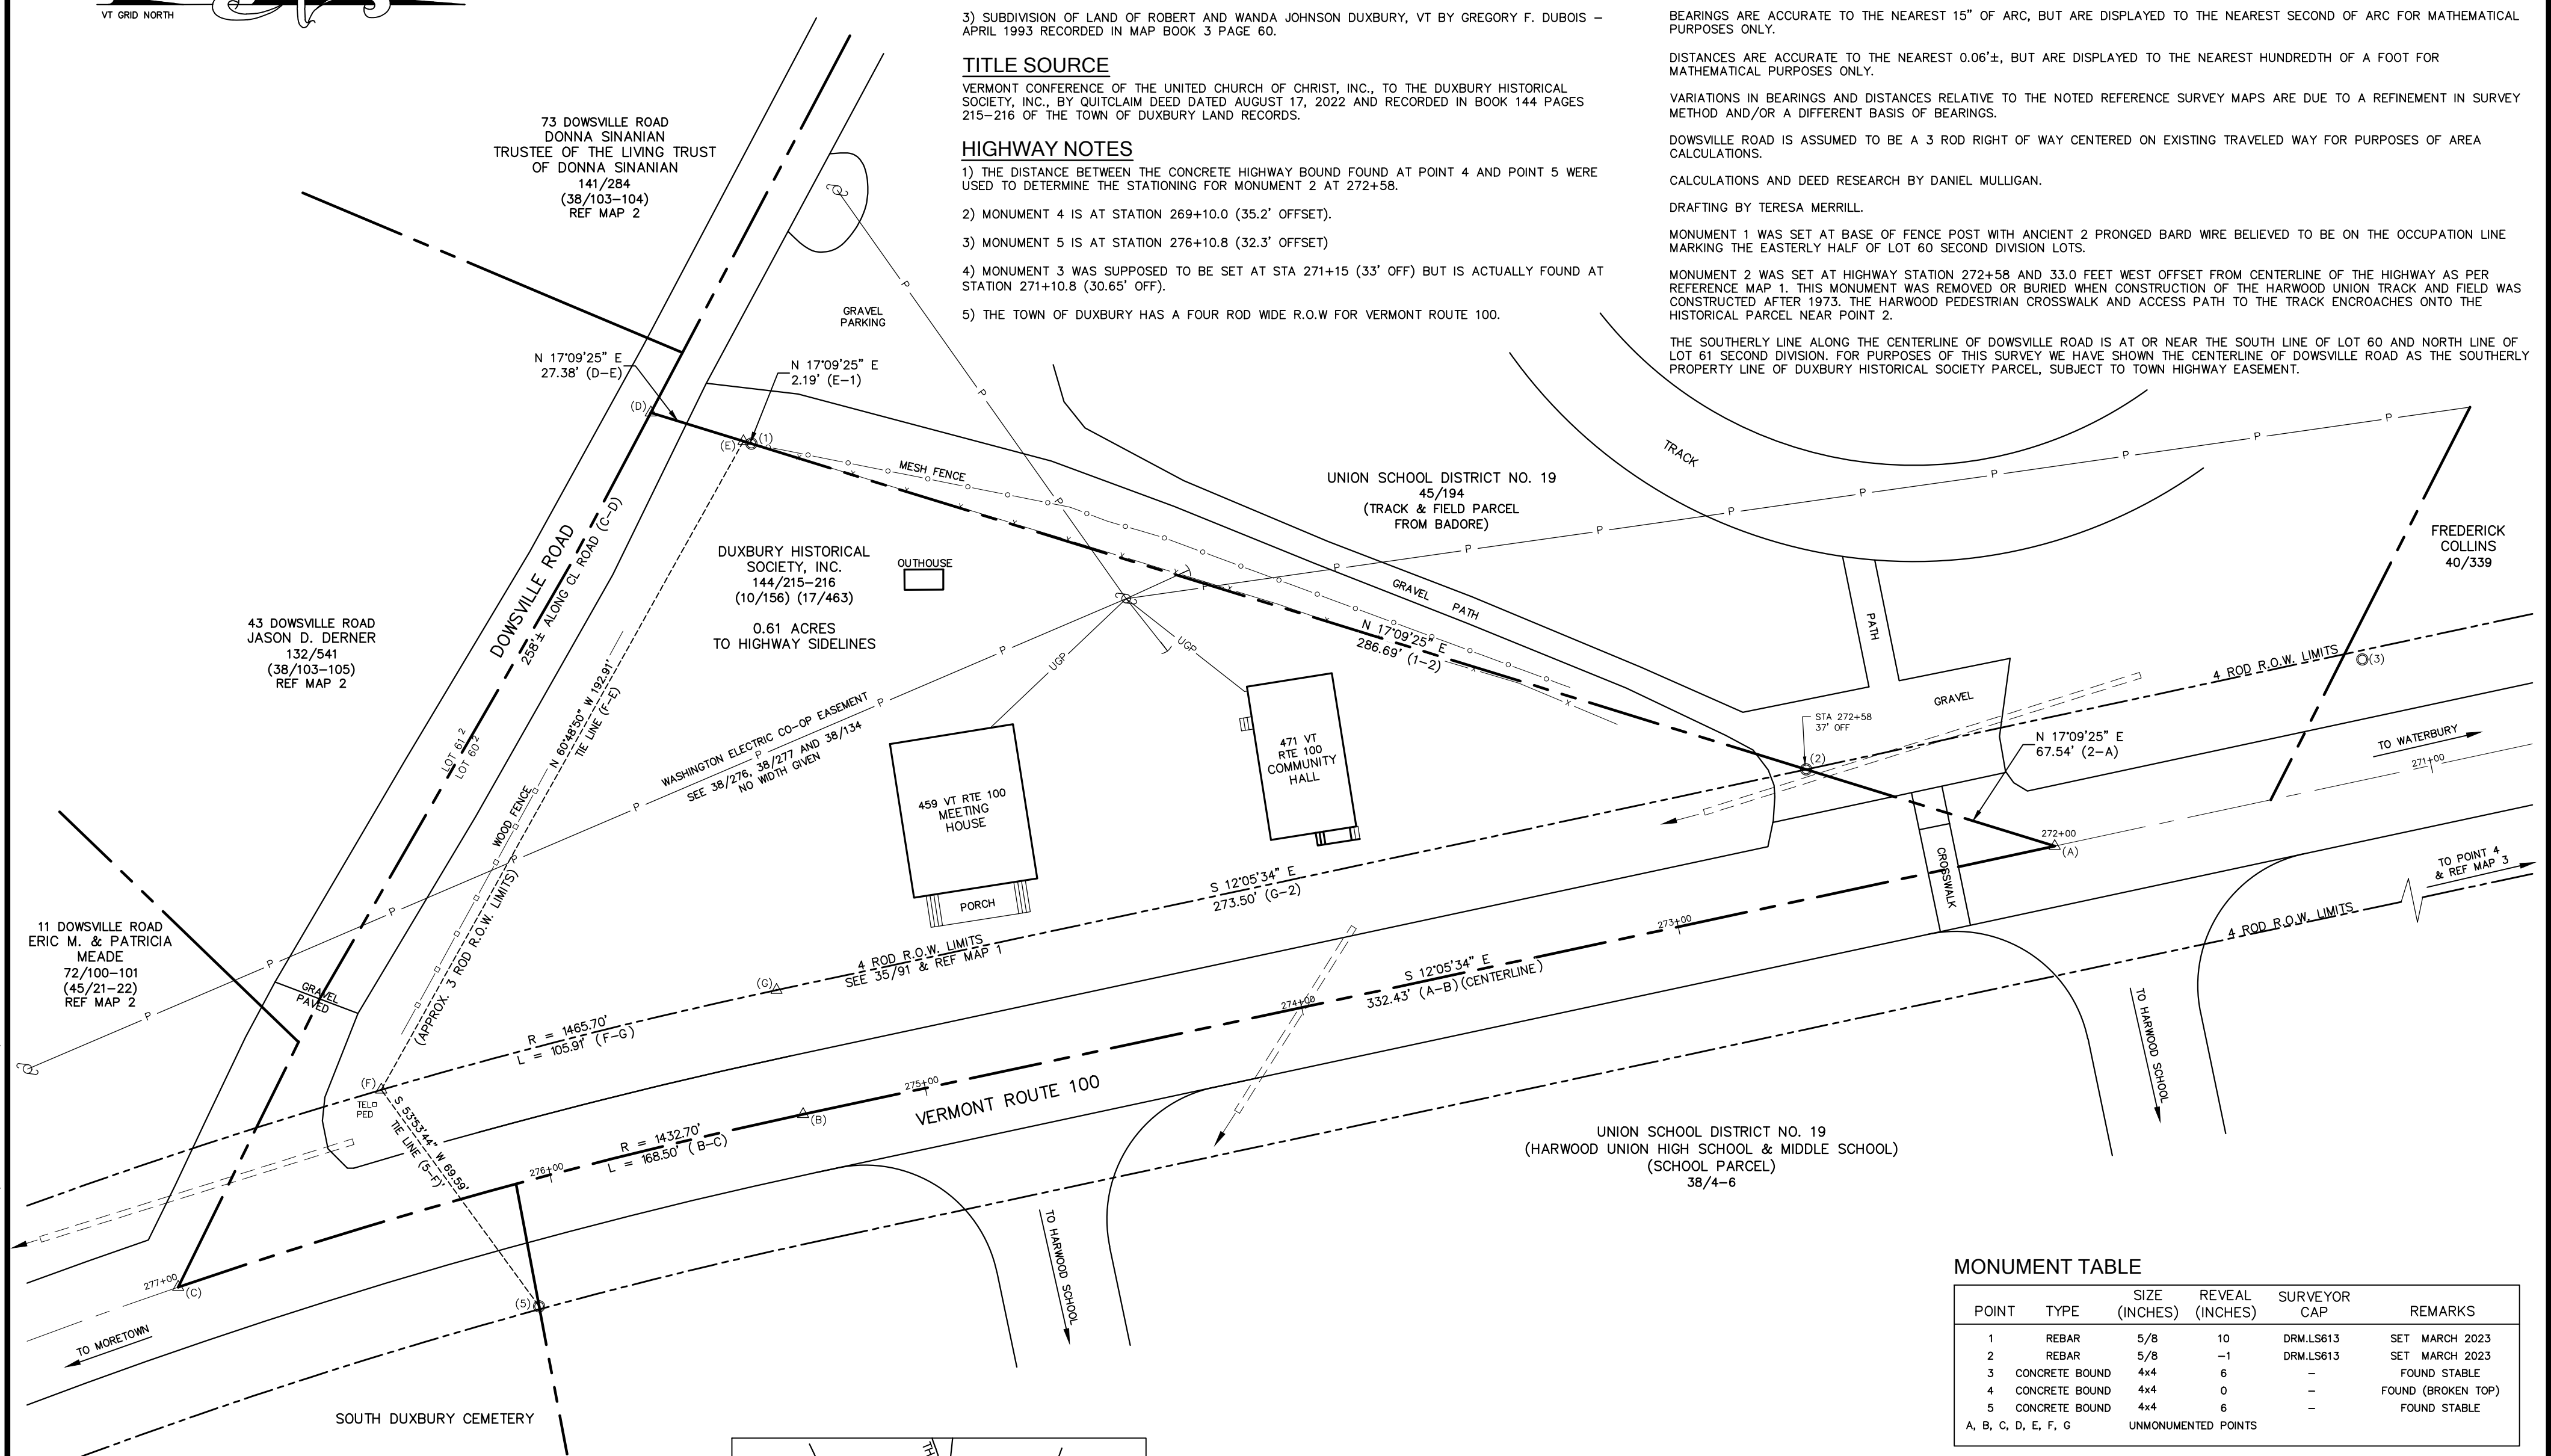 VT GRID NORTH
3) SUBDIVISION OF LAND OF ROBERT AND WANDA JOHNSON DUXBURY, VT BY GREGORY F. DUBOIS –
APRIL 1993 RECORDED IN MAP BOOK 3 PAGE 60.
TITLE SOURCE
VERMONT CONFERENCE OF THE UNITED CHURCH OF CHRIST, INC., TO THE DUXBURY HISTORICAL
SOCIETY, INC., BY QUITCLAIM DEED DATED AUGUST 17, 2022 AND RECORDED IN BOOK 144 PAGES
215–216 OF THE TOWN OF DUXBURY LAND RECORDS.
HIGHWAY NOTES
1) THE DISTANCE BETWEEN THE CONCRETE HIGHWAY BOUND FOUND AT POINT 4 AND POINT 5 WERE
USED TO DETERMINE THE STATIONING FOR MONUMENT 2 AT 272+58.
2) MONUMENT 4 IS AT STATION 269+10.0 (35.2' OFFSET).
3) MONUMENT 5 IS AT STATION 276+10.8 (32.3' OFFSET)
4) MONUMENT 3 WAS SUPPOSED TO BE SET AT STA 271+15 (33' OFF) BUT IS ACTUALLY FOUND AT
STATION 271+10.8 (30.65' OFF).
5) THE TOWN OF DUXBURY HAS A FOUR ROD WIDE R.O.W FOR VERMONT ROUTE 100.
BEARINGS ARE ACCURATE TO THE NEAREST 15" OF ARC, BUT ARE DISPLAYED TO THE NEAREST SECOND OF ARC FOR MATHEMATICAL
PURPOSES ONLY.
DISTANCES ARE ACCURATE TO THE NEAREST 0.06'±, BUT ARE DISPLAYED TO THE NEAREST HUNDREDTH OF A FOOT FOR
MATHEMATICAL PURPOSES ONLY.
VARIATIONS IN BEARINGS AND DISTANCES RELATIVE TO THE NOTED REFERENCE SURVEY MAPS ARE DUE TO A REFINEMENT IN SURVEY
METHOD AND/OR A DIFFERENT BASIS OF BEARINGS.
DOWSVILLE ROAD IS ASSUMED TO BE A 3 ROD RIGHT OF WAY CENTERED ON EXISTING TRAVELED WAY FOR PURPOSES OF AREA
CALCULATIONS.
CALCULATIONS AND DEED RESEARCH BY DANIEL MULLIGAN.
DRAFTING BY TERESA MERRILL.
MONUMENT 1 WAS SET AT BASE OF FENCE POST WITH ANCIENT 2 PRONGED BARD WIRE BELIEVED TO BE ON THE OCCUPATION LINE
MARKING THE EASTERLY HALF OF LOT 60 SECOND DIVISION LOTS.
MONUMENT 2 WAS SET AT HIGHWAY STATION 272+58 AND 33.0 FEET WEST OFFSET FROM CENTERLINE OF THE HIGHWAY AS PER
REFERENCE MAP 1. THIS MONUMENT WAS REMOVED OR BURIED WHEN CONSTRUCTION OF THE HARWOOD UNION TRACK AND FIELD WAS
CONSTRUCTED AFTER 1973. THE HARWOOD PEDESTRIAN CROSSWALK AND ACCESS PATH TO THE TRACK ENCROACHES ONTO THE
HISTORICAL PARCEL NEAR POINT 2.
THE SOUTHERLY LINE ALONG THE CENTERLINE OF DOWSVILLE ROAD IS AT OR NEAR THE SOUTH LINE OF LOT 60 AND NORTH LINE OF
LOT 61 SECOND DIVISION. FOR PURPOSES OF THIS SURVEY WE HAVE SHOWN THE CENTERLINE OF DOWSVILLE ROAD AS THE SOUTHERLY
PROPERTY LINE OF DUXBURY HISTORICAL SOCIETY PARCEL, SUBJECT TO TOWN HIGHWAY EASEMENT.
73 DOWSVILLE ROAD
DONNA SINANIAN
TRUSTEE OF THE LIVING TRUST
OF DONNA SINANIAN
141/284
(38/103–104)
REF MAP 2
GRAVEL
PARKING
N 17°09'25" E
27.38' (D–E)
N 17°09'25" E
2.19' (E–1)
(D)
(E)
(1)
MESH FENCE
P
P
P
P
P
P
P
P
P
P
P
P
P
TRACK
UNION SCHOOL DISTRICT NO. 19
45/194
(TRACK & FIELD PARCEL
FROM BADORE)
FREDERICK
COLLINS
40/339
DOWSVILLE ROAD
258'± ALONG CL ROAD (C–D)
DUXBURY HISTORICAL
SOCIETY, INC.
144/215–216
(10/156) (17/463)
0.61 ACRES
TO HIGHWAY SIDELINES
OUTHOUSE
GRAVEL PATH
PATH
N 17°09'25" E
286.69' (1–2)
43 DOWSVILLE ROAD
JASON D. DERNER
132/541
(38/103–105)
REF MAP 2
UGP
UGP
N 60°48'50" W 192.91'
TIE LINE (F–E)
WASHINGTON ELECTRIC CO–OP EASEMENT
SEE 38/276, 38/277 AND 38/134
NO WIDTH GIVEN
P
P
P
P
P
P
P
P
LOT 61 2
LOT 60 2
WOOD FENCE
(APPROX. 3 ROD R.O.W. LIMITS)
459 VT RTE 100
MEETING
HOUSE
PORCH
471 VT
RTE 100
COMMUNITY
HALL
STA 272+58
37' OFF
(2)
GRAVEL
4 ROD R.O.W. LIMITS
(3)
N 17°09'25" E
67.54' (2–A)
TO WATERBURY
271+00
272+00
(A)
CROSSWALK
TO POINT 4
& REF MAP 3
4 ROD R.O.W. LIMITS
S 12°05'34" E
273.50' (G–2)
4 ROD R.O.W. LIMITS
SEE 35/91 & REF MAP 1
(G)
273+00
S 12°05'34" E
332.43' (A–B)(CENTERLINE)
274+00
11 DOWSVILLE ROAD
ERIC M. & PATRICIA
MEADE
72/100–101
(45/21–22)
REF MAP 2
GRAVEL
PAVED
R = 1465.70'
L = 105.91' (F–G)
(F)
TEL
PED
S 53°53'44" W 69.59'
TIE LINE (5–F)
275+00
(B)
VERMONT ROUTE 100
R = 1432.70'
L = 168.50' (B–C)
276+00
277+00
(C)
(5)
TO MORETOWN
TO HARWOOD SCHOOL
TO HARWOOD SCHOOL
UNION SCHOOL DISTRICT NO. 19
(HARWOOD UNION HIGH SCHOOL & MIDDLE SCHOOL)
(SCHOOL PARCEL)
38/4–6
SOUTH DUXBURY CEMETERY
MONUMENT TABLE
POINT TYPE SIZE (INCHES) REVEAL (INCHES) SURVEYOR CAP REMARKS
1 REBAR 5/8 10 DRM.LS613 SET MARCH 2023
2 REBAR 5/8 –1 DRM.LS613 SET MARCH 2023
3 CONCRETE BOUND 4x4 6 – FOUND STABLE
4 CONCRETE BOUND 4x4 0 – FOUND (BROKEN TOP)
5 CONCRETE BOUND 4x4 6 – FOUND STABLE
A, B, C, D, E, F, G UNMONUMENTED POINTS